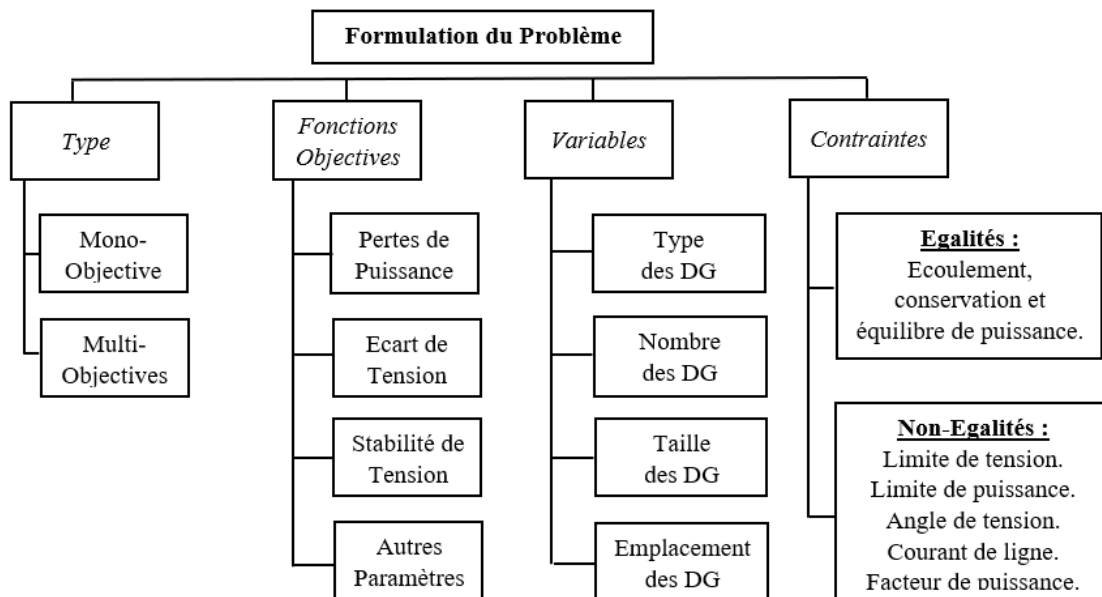 Formulation du Problème
Type
Fonctions
Objectives
Variables
Contraintes
Mono-
Objective
Multi-
Objectives
Pertes de
Puissance
Ecart de
Tension
Stabilité de
Tension
Autres
Paramètres
Type
des DG
Nombre
des DG
Taille
des DG
Emplacement
des DG
Egalités :
Ecoulement,
conservation et
équilibre de puissance.
Non-Egalités :
Limite de tension.
Limite de puissance.
Angle de tension.
Courant de ligne.
Facteur de puissance.